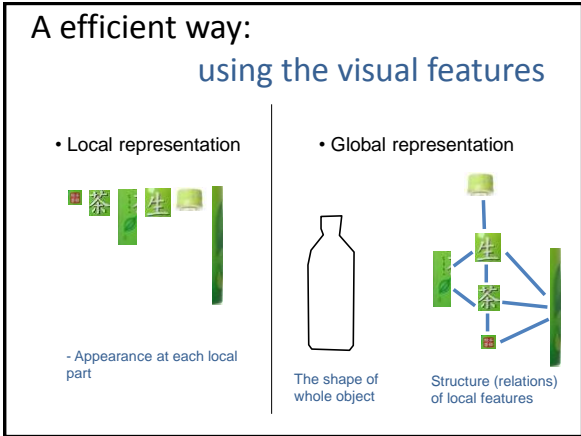 A efficient way:
using the visual features
• Local representation
• Global representation
茶
生
- Appearance at each local
part
生
茶
The shape of
whole object
Structure (relations)
of local features